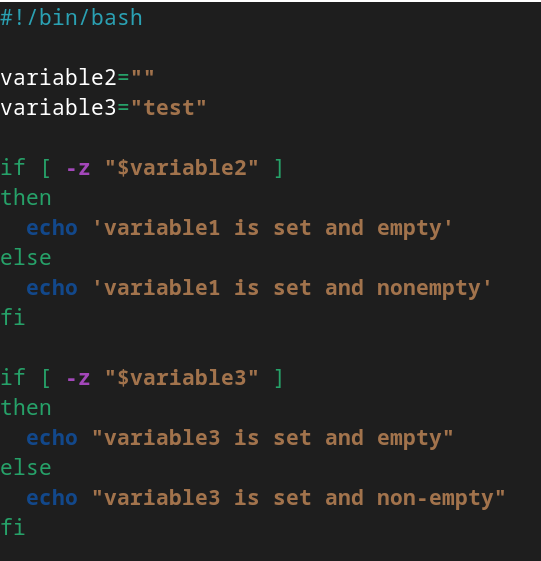 #!/bin/bash

variable2=""
variable3="test"

if [ -z "$variable2" ]
then
  echo 'variable1 is set and empty'
else
  echo 'variable1 is set and nonempty'
fi

if [ -z "$variable3" ]
then
  echo "variable3 is set and empty"
else
  echo "variable3 is set and non-empty"
fi